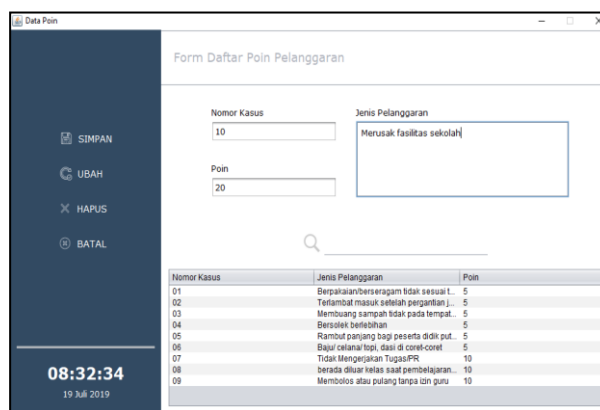 Data Poin
Form Daftar Poin Pelanggaran
Nomor Kasus
Jenis Pelanggaran
10
Merusak fasilitas sekolah
Poin
20
SIMPAN
UBAH
HAPUS
BATAL
Nomor Kasus Jenis Pelanggaran Poin
01 Berpakaian/berseragam tidak sesuai t... 5
02 Terlambat masuk setelah pergantian j... 5
03 Membuang sampah tidak pada tempat... 5
04 Bersolek berlebihan 5
05 Rambut panjang bagi peserta didik put... 5
06 Baju/ celana/ topi, dasi di coret-coret 5
07 Tidak Mengerjakan Tugas/PR 10
08 berada diluar kelas saat pembelajaran... 10
09 Membolos atau pulang tanpa izin guru 10
08:32:34
19 Juli 2019